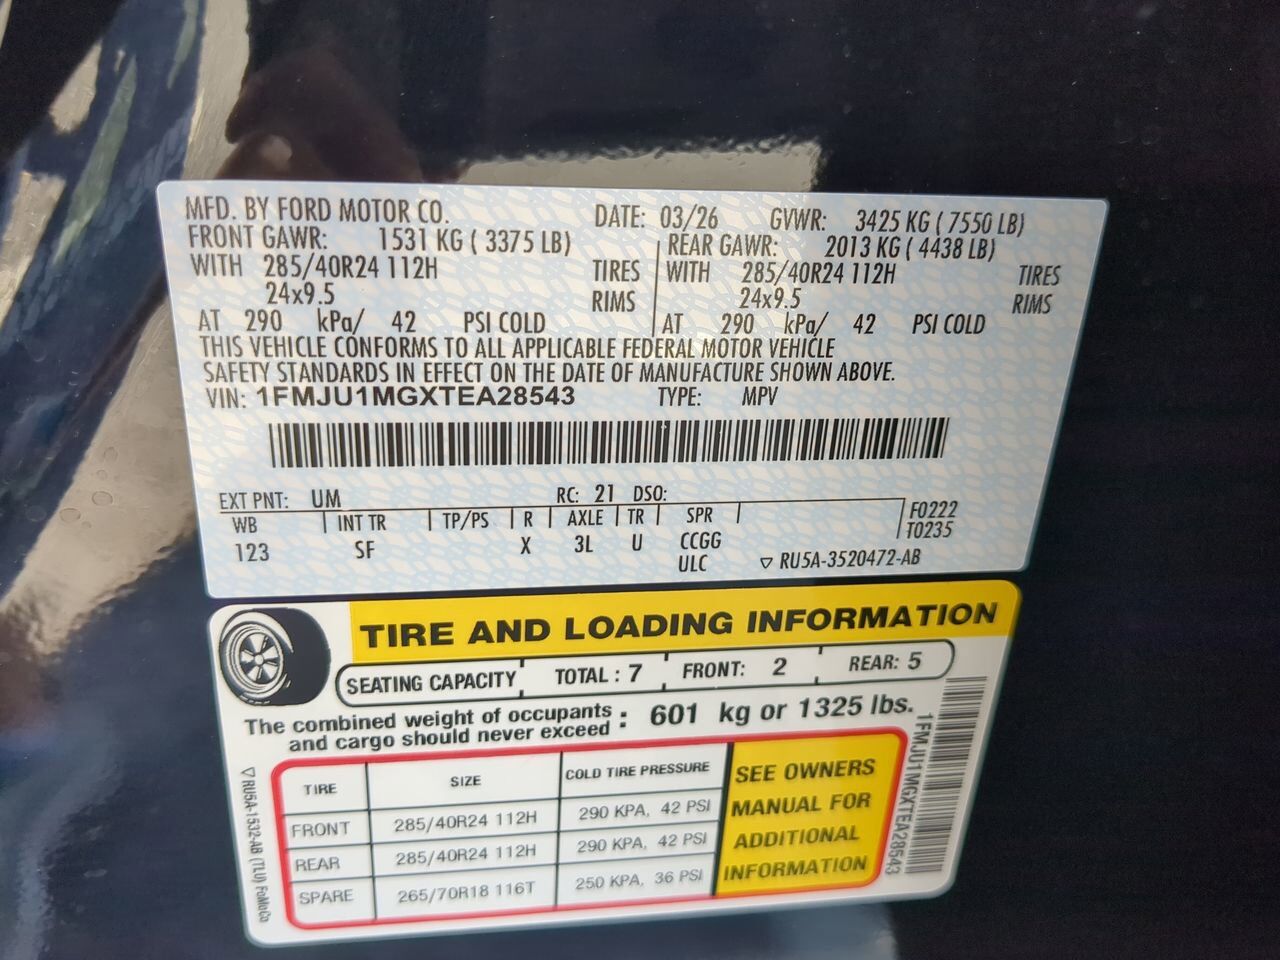 MFD. BY FORD MOTOR CO. DATE: 03/26 GVWR: 3425 KG ( 7550 LB)
FRONT GAWR: 1531 KG ( 3375 LB) REAR GAWR: 2013 KG ( 4438 LB)
WITH 285/40R24 112H TIRES WITH 285/40R24 112H TIRES
24x9.5 RIMS 24x9.5 RIMS
AT 290 kPa/ 42 PSI COLD AT 290 kPa/ 42 PSI COLD
THIS VEHICLE CONFORMS TO ALL APPLICABLE FEDERAL MOTOR VEHICLE
SAFETY STANDARDS IN EFFECT ON THE DATE OF MANUFACTURE SHOWN ABOVE.
VIN: 1FMJU1MGXTEA28543 TYPE: MPV
EXT PNT: UM RC: 21 DSO:
WB INT TR TP/PS R AXLE TR SPR F0222
T0235
123 SF X 3L U CCGG
ULC ▽ RU5A-3520472-AB
TIRE AND LOADING INFORMATION
SEATING CAPACITY TOTAL : 7 FRONT: 2 REAR: 5
The combined weight of occupants
and cargo should never exceed : 601 kg or 1325 lbs.
TIRE SIZE COLD TIRE PRESSURE
FRONT 285/40R24 112H 290 KPA, 42 PSI
REAR 285/40R24 112H 290 KPA, 42 PSI
SPARE 265/70R18 116T 250 KPA, 36 PSI
SEE OWNERS
MANUAL FOR
ADDITIONAL
INFORMATION
▽ RU5A-1532-AB (TLU) FoMoCo
1FMJU1MGXTEA28543